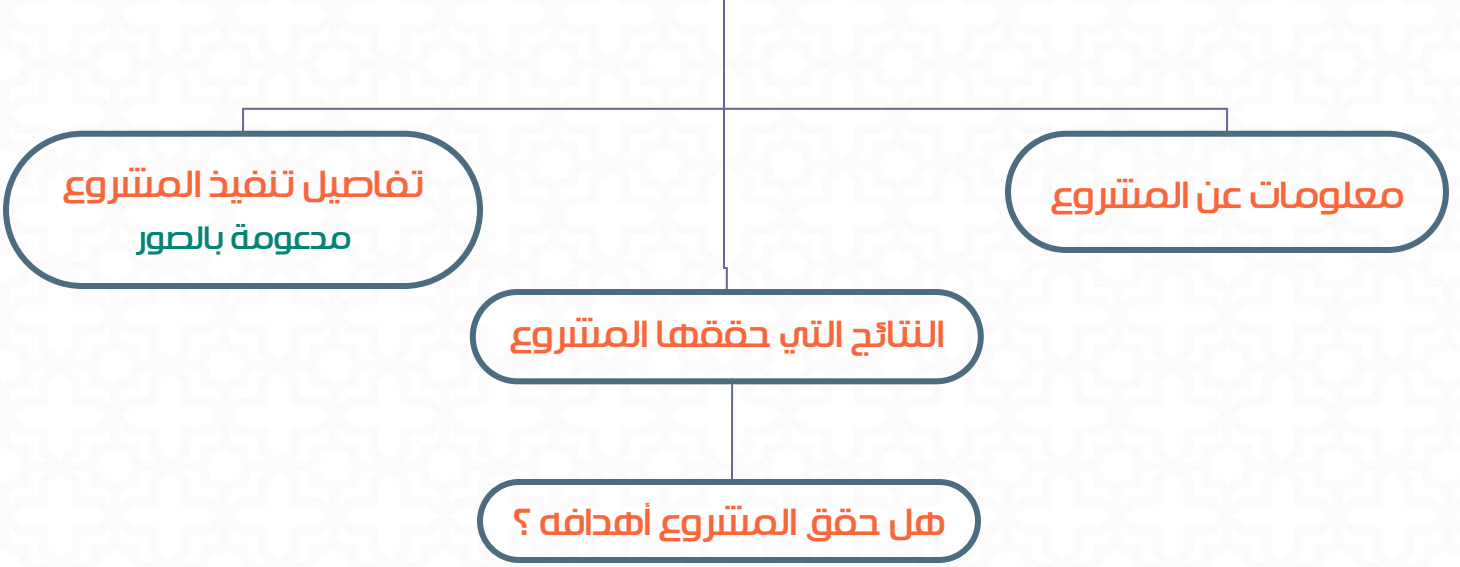 معلومات عن المشروع
تفاصيل تنفيذ المشروع
مدعومة بالصور
النتائج التي حققها المشروع
هل حقق المشروع أهدافه ؟